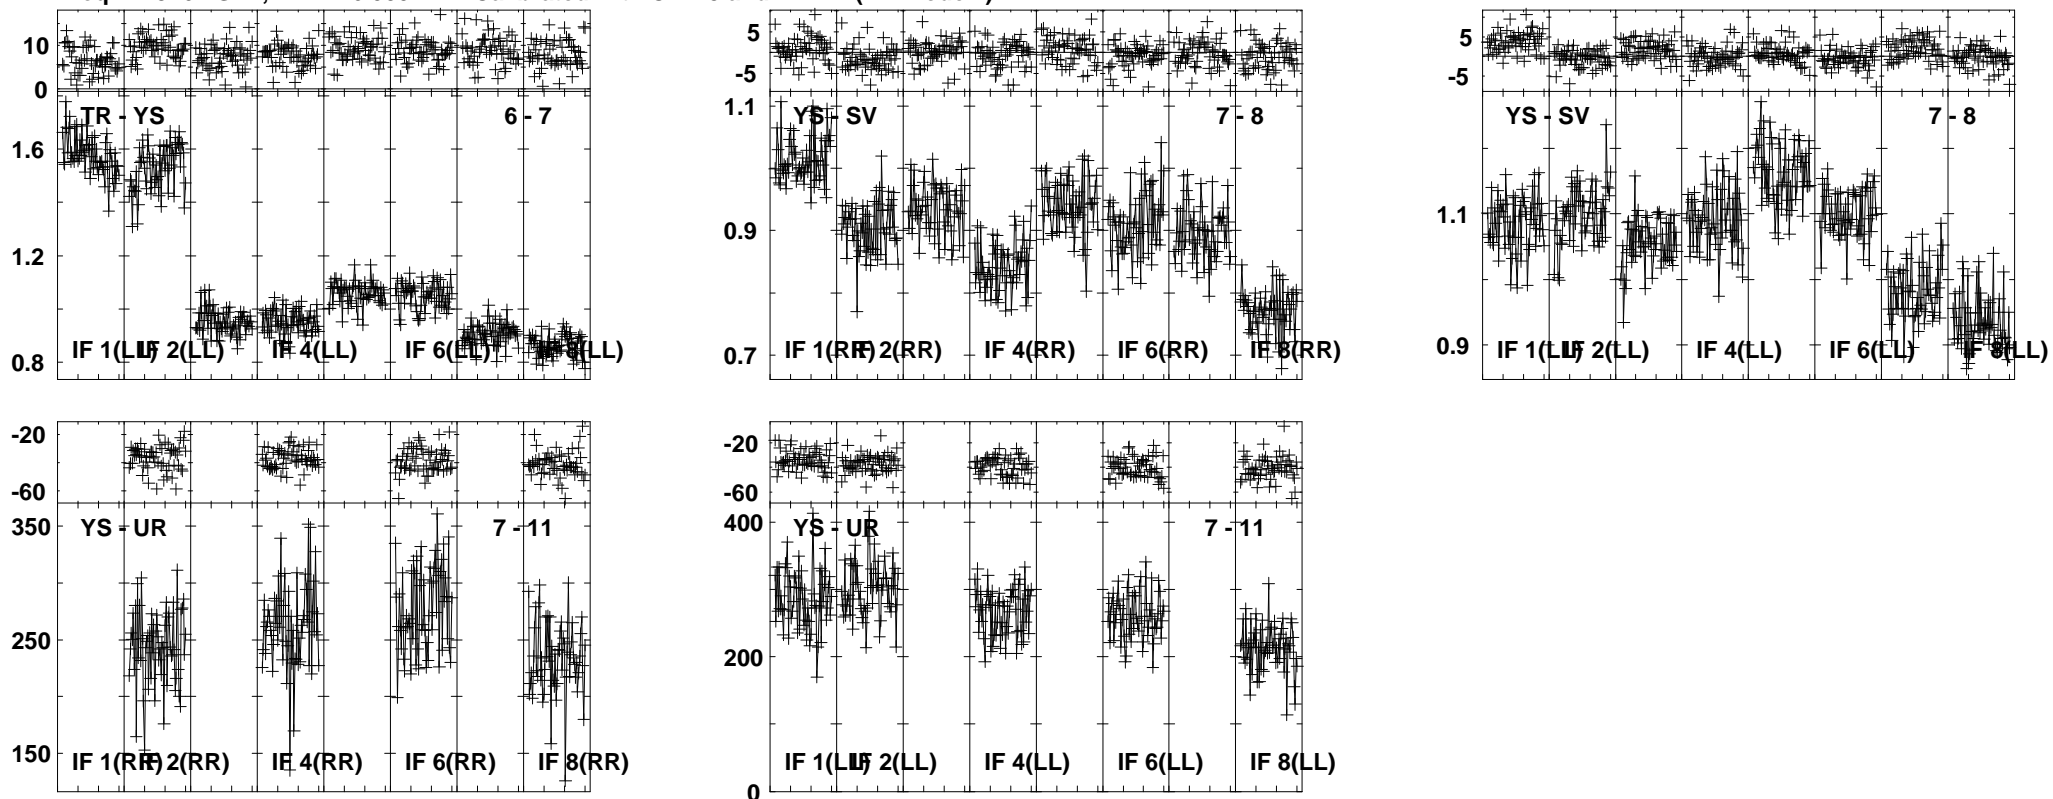 10
0
TR - YS 6 - 7
1.6
1.2
0.8
IF 1(LL) IF 2(LL) IF 4(LL) IF 6(LL) IF 8(LL)
5
-5
1.1
YS - SV 7 - 8
0.9
0.7
IF 1(RR) IF 2(RR) IF 4(RR) IF 6(RR) IF 8(RR)
5
-5
YS - SV 7 - 8
1.1
0.9
IF 1(LL) IF 2(LL) IF 4(LL) IF 6(LL) IF 8(LL)
-20
-60
350
YS - UR 7 - 11
250
150
IF 1(RR) IF 2(RR) IF 4(RR) IF 6(RR) IF 8(RR)
-20
-60
400
YS - UR 7 - 11
200
0
IF 1(LL) IF 2(LL) IF 4(LL) IF 6(LL) IF 8(LL)